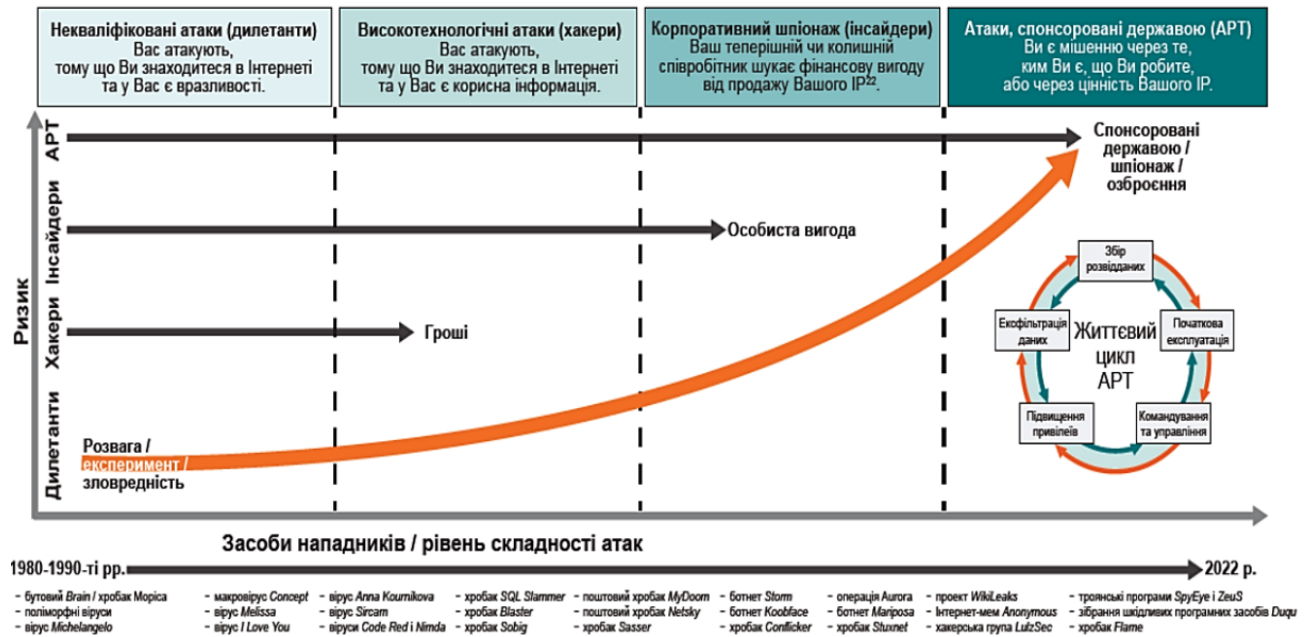 Некваліфіковані атаки (дилетанти)
Вас атакують,
тому що Ви знаходитеся в Інтернеті
та у Вас є вразливості.
Високотехнологічні атаки (хакери)
Вас атакують,
тому що Ви знаходитеся в Інтернеті
та у Вас є корисна інформація.
Корпоративний шпіонаж (інсайдери)
Ваш теперішній чи колишній
співробітник шукає фінансову вигоду
від продажу Вашого IP²².
Атаки, спонсоровані державою (АРТ)
Ви є мішенню через те,
ким Ви є, що Ви робите,
або через цінність Вашого IP.
Ризик
АРТ
Інсайдери
Хакери
Дилетанти
Спонсоровані
державою /
шпіонаж /
озброєння
Особиста вигода
Гроші
Розвага /
експеримент /
зловредність
Збір
розвідданих
Початкова
експлуатація
Командування
та управління
Підвищення
привілеїв
Екофільтрація
даних
Життєвий
цикл
АРТ
Засоби нападників / рівень складності атак
1980-1990-ті рр.
2022 р.
– бутовий Brain / хробак Моріса
– поліморфні віруси
– вірус Michelangelo
– макровірус Concept
– вірус Melissa
– вірус I Love You
– вірус Anna Kournikova
– вірус Sircam
– віруси Code Red і Nimda
– хробак SQL Slammer
– хробак Blaster
– хробак Sobig
– поштовий хробак MyDoom
– поштовий хробак Netsky
– хробак Sasser
– ботнет Storm
– ботнет Koobface
– хробак Conflicker
– операція Aurora
– ботнет Mariposa
– хробак Stuxnet
– проект WikiLeaks
– Інтернет-мем Anonymous
– хакерська група LulzSec
– троянські програми SpyEye і ZeuS
– зібрання шкідливих програмних засобів Duqu
– хробак Flame